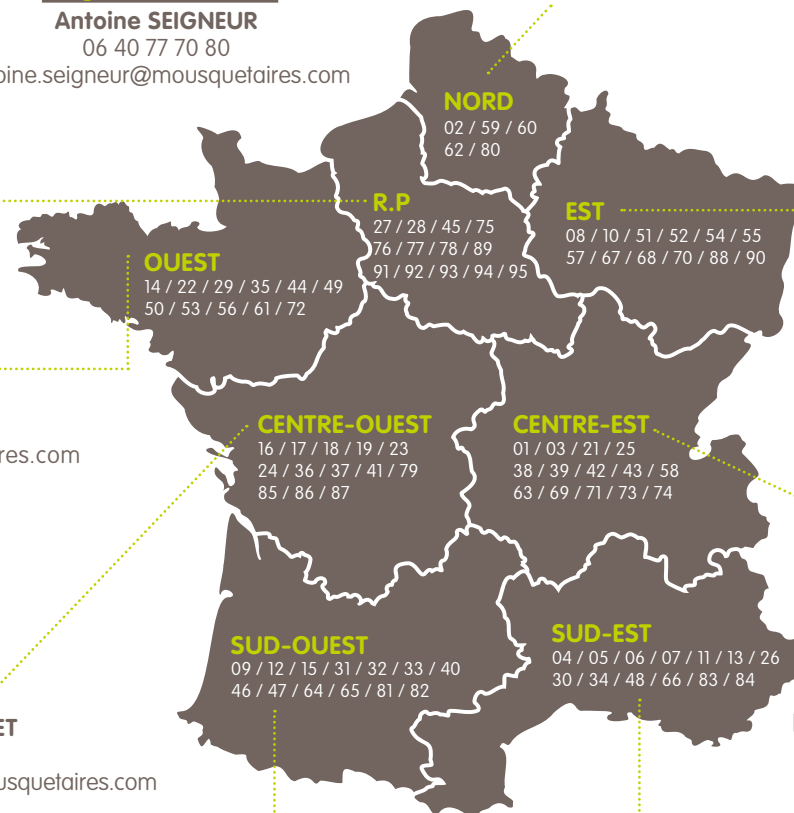 Antoine SEIGNEUR
06 40 77 70 80
oine.seigneur@mousquetaires.com
NORD
02 / 59 / 60
62 / 80
R.P
27 / 28 / 45 / 75
76 / 77 / 78 / 89
91 / 92 / 93 / 94 / 95
EST
08 / 10 / 51 / 52 / 54 / 55
57 / 67 / 68 / 70 / 88 / 90
OUEST
14 / 22 / 29 / 35 / 44 / 49
50 / 53 / 56 / 61 / 72
res.com
CENTRE-OUEST
16 / 17 / 18 / 19 / 23
24 / 36 / 37 / 41 / 79
85 / 86 / 87
CENTRE-EST
01 / 03 / 21 / 25
38 / 39 / 42 / 43 / 58
63 / 69 / 71 / 73 / 74
SUD-OUEST
09 / 12 / 15 / 31 / 32 / 33 / 40
46 / 47 / 64 / 65 / 81 / 82
SUD-EST
04 / 05 / 06 / 07 / 11 / 13 / 26
30 / 34 / 48 / 66 / 83 / 84
ET
usquetaires.com